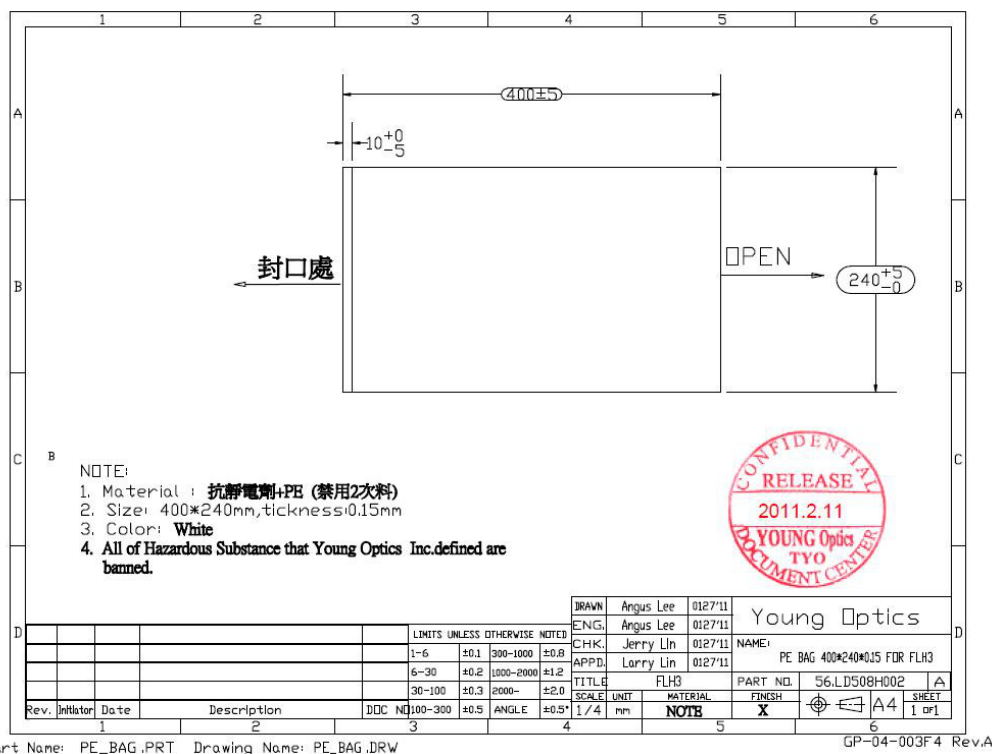 1 2 3 4 5 6
A A
400±5
10+0-5
封口處
OPEN
240+5-0
B B
C B C
NOTE:
1. Material : 抗靜電劑+PE (禁用2次料)
2. Size: 400*240mm,tickness:0.15mm
3. Color: White
4. All of Hazardous Substance that Young Optics Inc.defined are
banned.
CONFIDENTIAL
RELEASE
2011.2.11
YOUNG Optics
TYO
DOCUMENT CENTER
D D
LIMITS UNLESS OTHERWISE NOTED
1-6 ±0.1 300-1000 ±0.8
6-30 ±0.2 1000-2000 ±1.2
30-100 ±0.3 2000- ±2.0
Rev. Initiator Date Description DOC NO 100-300 ±0.5 ANGLE ±0.5°
DRAWN Angus Lee 0127'11
ENG. Angus Lee 0127'11
CHK. Jerry Lin 0127'11
APPD. Larry Lin 0127'11
Young Optics
NAME:
PE BAG 400*240*0.15 FOR FLH3
TITLE FLH3 PART NO. 56.LD508H002 A
SCALE UNIT MATERIAL FINISH A4 SHEET
1/4 mm NOTE X 1 OF1
1 2 3 4 5 6
art Name: PE_BAG.PRT Drawing Name: PE_BAG.DRW
GP-04-003F4 Rev.A